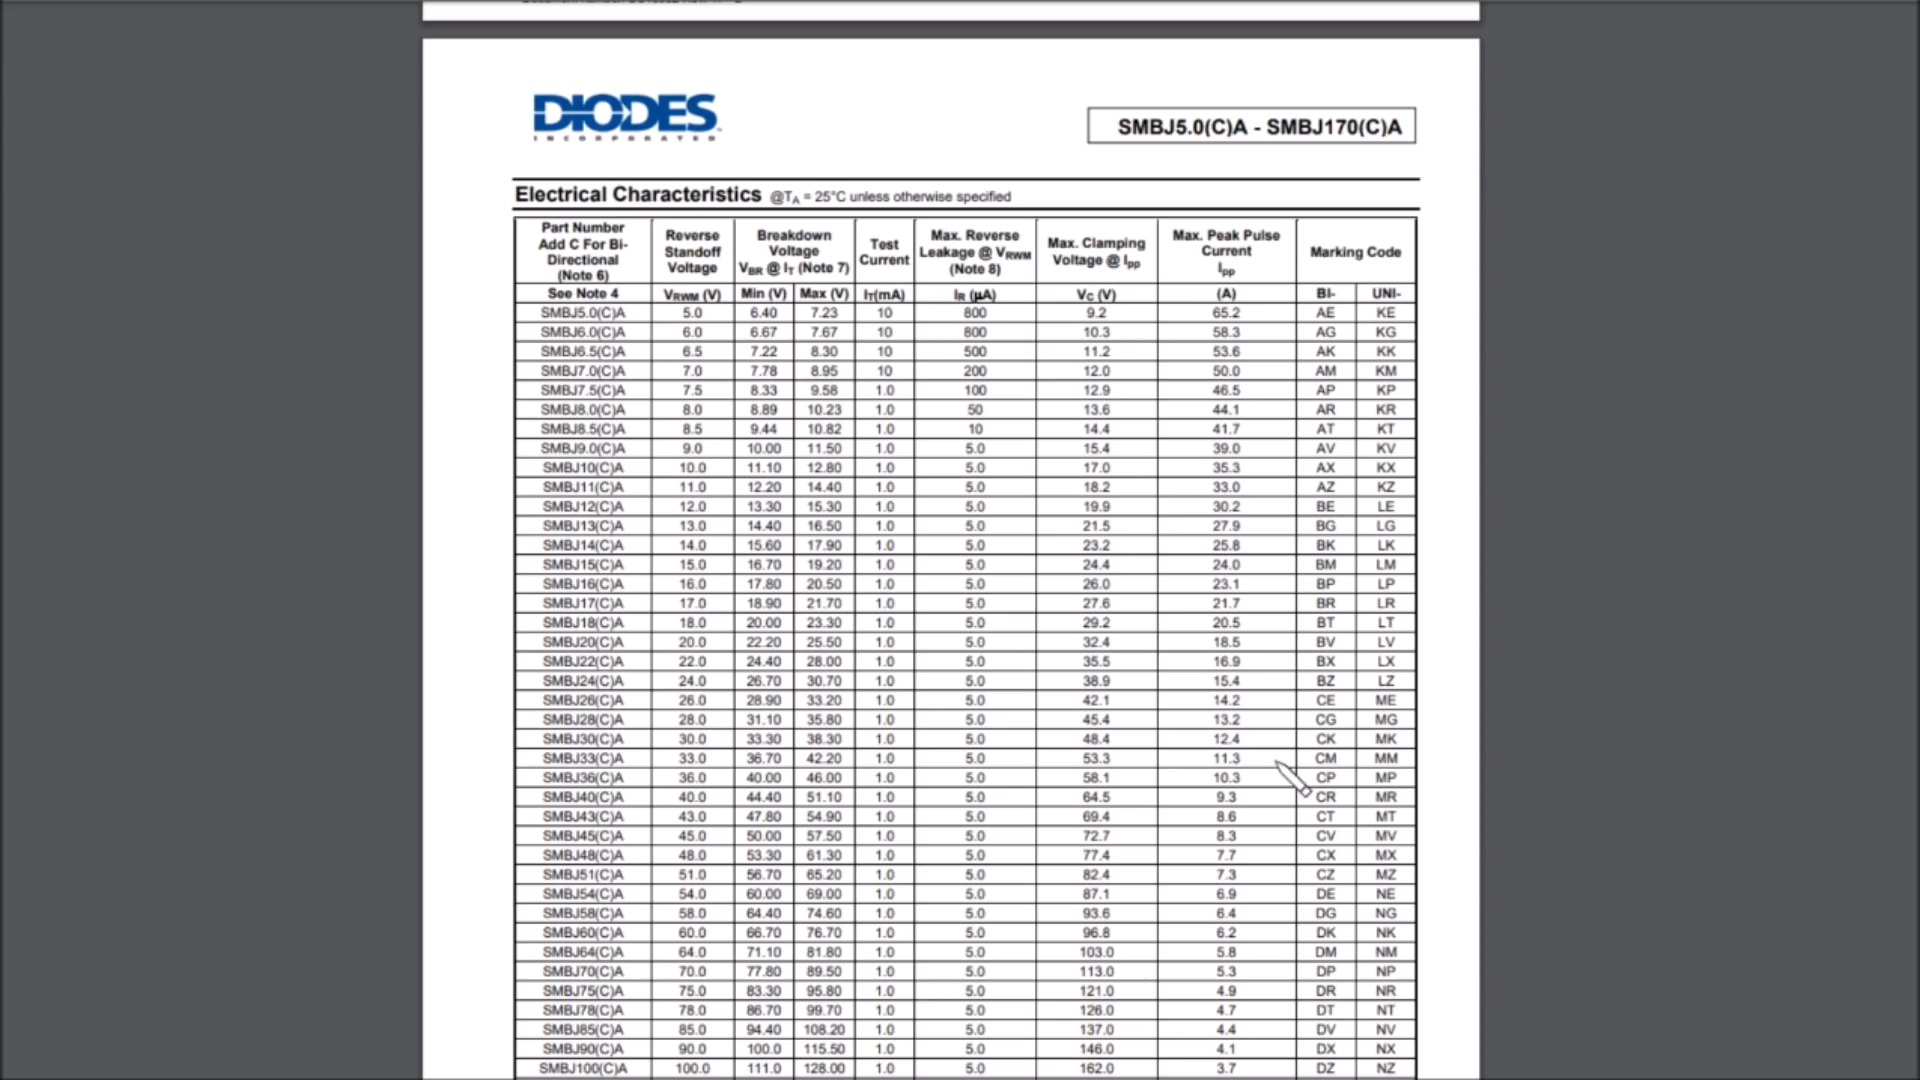 DIODES
INCORPORATED
SMBJ5.0(C)A - SMBJ170(C)A
Electrical Characteristics @TA = 25°C unless otherwise specified
Part Number Add C For Bi-Directional (Note 6) Reverse Standoff Voltage Breakdown Voltage VBR @ IT (Note 7) Test Current Max. Reverse Leakage @ VRWM (Note 8) Max. Clamping Voltage @ Ipp Max. Peak Pulse Current Ipp Marking Code
See Note 4 VRWM (V) Min (V) Max (V) IT(mA) IR (µA) VC (V) (A) BI- UNI-
SMBJ5.0(C)A 5.0 6.40 7.23 10 800 9.2 65.2 AE KE
SMBJ6.0(C)A 6.0 6.67 7.67 10 800 10.3 58.3 AG KG
SMBJ6.5(C)A 6.5 7.22 8.30 10 500 11.2 53.6 AK KK
SMBJ7.0(C)A 7.0 7.78 8.95 10 200 12.0 50.0 AM KM
SMBJ7.5(C)A 7.5 8.33 9.58 1.0 100 12.9 46.5 AP KP
SMBJ8.0(C)A 8.0 8.89 10.23 1.0 50 13.6 44.1 AR KR
SMBJ8.5(C)A 8.5 9.44 10.82 1.0 10 14.4 41.7 AT KT
SMBJ9.0(C)A 9.0 10.00 11.50 1.0 5.0 15.4 39.0 AV KV
SMBJ10(C)A 10.0 11.10 12.80 1.0 5.0 17.0 35.3 AX KX
SMBJ11(C)A 11.0 12.20 14.40 1.0 5.0 18.2 33.0 AZ KZ
SMBJ12(C)A 12.0 13.30 15.30 1.0 5.0 19.9 30.2 BE LE
SMBJ13(C)A 13.0 14.40 16.50 1.0 5.0 21.5 27.9 BG LG
SMBJ14(C)A 14.0 15.60 17.90 1.0 5.0 23.2 25.8 BK LK
SMBJ15(C)A 15.0 16.70 19.20 1.0 5.0 24.4 24.0 BM LM
SMBJ16(C)A 16.0 17.80 20.50 1.0 5.0 26.0 23.1 BP LP
SMBJ17(C)A 17.0 18.90 21.70 1.0 5.0 27.6 21.7 BR LR
SMBJ18(C)A 18.0 20.00 23.30 1.0 5.0 29.2 20.5 BT LT
SMBJ20(C)A 20.0 22.20 25.50 1.0 5.0 32.4 18.5 BV LV
SMBJ22(C)A 22.0 24.40 28.00 1.0 5.0 35.5 16.9 BX LX
SMBJ24(C)A 24.0 26.70 30.70 1.0 5.0 38.9 15.4 BZ LZ
SMBJ26(C)A 26.0 28.90 33.20 1.0 5.0 42.1 14.2 CE ME
SMBJ28(C)A 28.0 31.10 35.80 1.0 5.0 45.4 13.2 CG MG
SMBJ30(C)A 30.0 33.30 38.30 1.0 5.0 48.4 12.4 CK MK
SMBJ33(C)A 33.0 36.70 42.20 1.0 5.0 53.3 11.3 CM MM
SMBJ36(C)A 36.0 40.00 46.00 1.0 5.0 58.1 10.3 CP MP
SMBJ40(C)A 40.0 44.40 51.10 1.0 5.0 64.5 9.3 CR MR
SMBJ43(C)A 43.0 47.80 54.90 1.0 5.0 69.4 8.6 CT MT
SMBJ45(C)A 45.0 50.00 57.50 1.0 5.0 72.7 8.3 CV MV
SMBJ48(C)A 48.0 53.30 61.30 1.0 5.0 77.4 7.7 CX MX
SMBJ51(C)A 51.0 56.70 65.20 1.0 5.0 82.4 7.3 CZ MZ
SMBJ54(C)A 54.0 60.00 69.00 1.0 5.0 87.1 6.9 DE NE
SMBJ58(C)A 58.0 64.40 74.60 1.0 5.0 93.6 6.4 DG NG
SMBJ60(C)A 60.0 66.70 76.70 1.0 5.0 96.8 6.2 DK NK
SMBJ64(C)A 64.0 71.10 81.80 1.0 5.0 103.0 5.8 DM NM
SMBJ70(C)A 70.0 77.80 89.50 1.0 5.0 113.0 5.3 DP NP
SMBJ75(C)A 75.0 83.30 95.80 1.0 5.0 121.0 4.9 DR NR
SMBJ78(C)A 78.0 86.70 99.70 1.0 5.0 126.0 4.7 DT NT
SMBJ85(C)A 85.0 94.40 108.20 1.0 5.0 137.0 4.4 DV NV
SMBJ90(C)A 90.0 100.0 115.50 1.0 5.0 146.0 4.1 DX NX
SMBJ100(C)A 100.0 111.0 128.00 1.0 5.0 162.0 3.7 DZ NZ